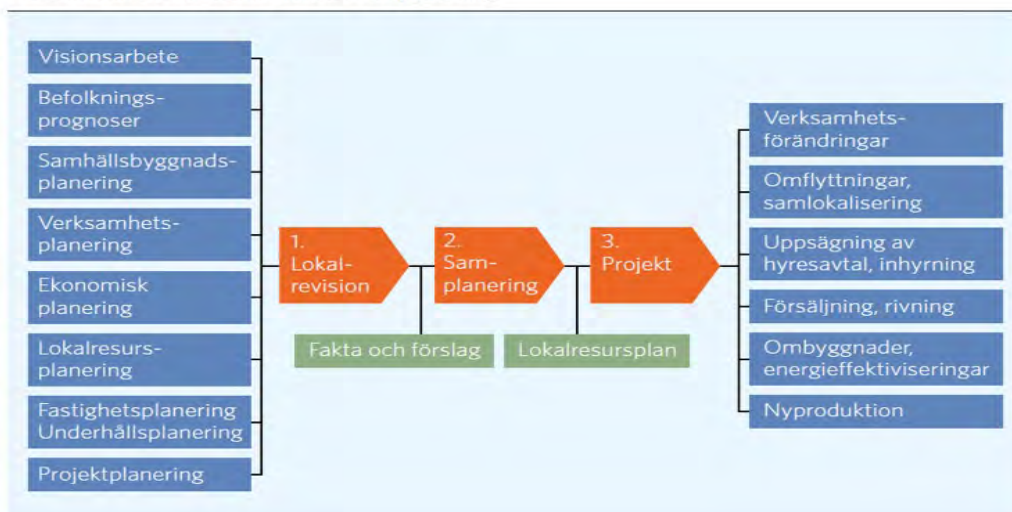 Visionsarbete
Befolknings-
prognoser
Samhällsbyggnads-
planering
Verksamhets-
planering
Ekonomisk
planering
Lokalresurs-
planering
Fastighetsplanering
Underhållsplanering
Projektplanering
1.
Lokal-
revision
2.
Sam-
planering
3.
Projekt
Fakta och förslag
Lokalresursplan
Verksamhets-
förändringar
Omflyttningar,
samlokalisering
Uppsägning av
hyresavtal, inhyrning
Försäljning, rivning
Ombyggnader,
energieffektiviseringar
Nyproduktion